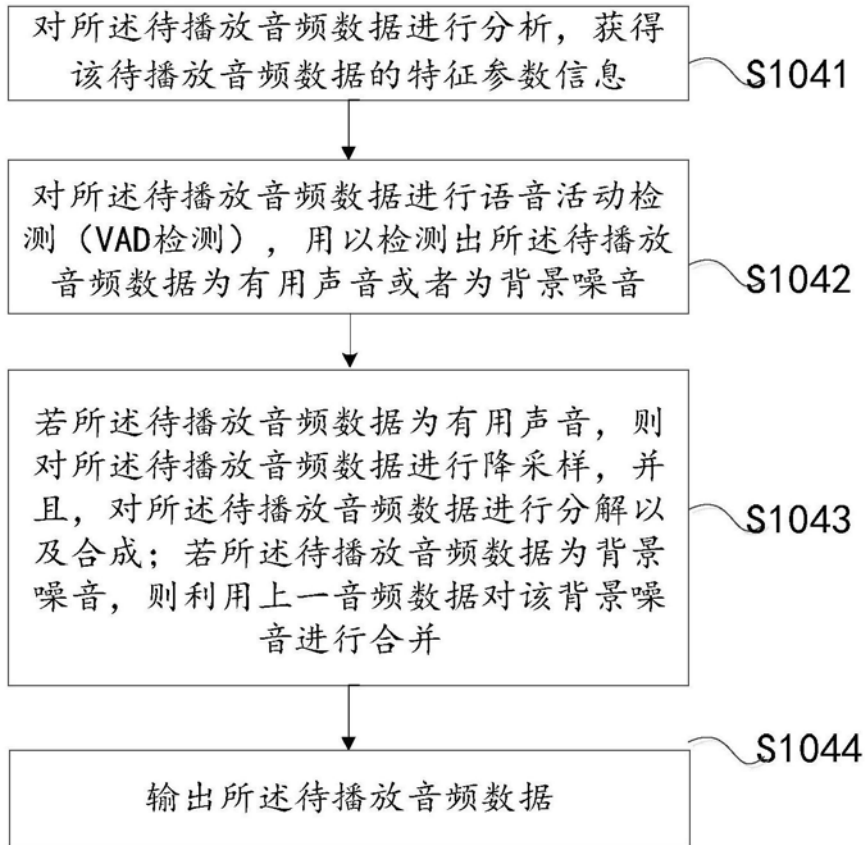 对所述待播放音频数据进行分析，获得
该待播放音频数据的特征参数信息
S1041
对所述待播放音频数据进行语音活动检
测（VAD检测），用以检测出所述待播放
音频数据为有用声音或者为背景噪音
S1042
若所述待播放音频数据为有用声音，则
对所述待播放音频数据进行降采样，并
且，对所述待播放音频数据进行分解以
及合成；若所述待播放音频数据为背景
噪音，则利用上一音频数据对该背景噪
音进行合并
S1043
S1044
输出所述待播放音频数据